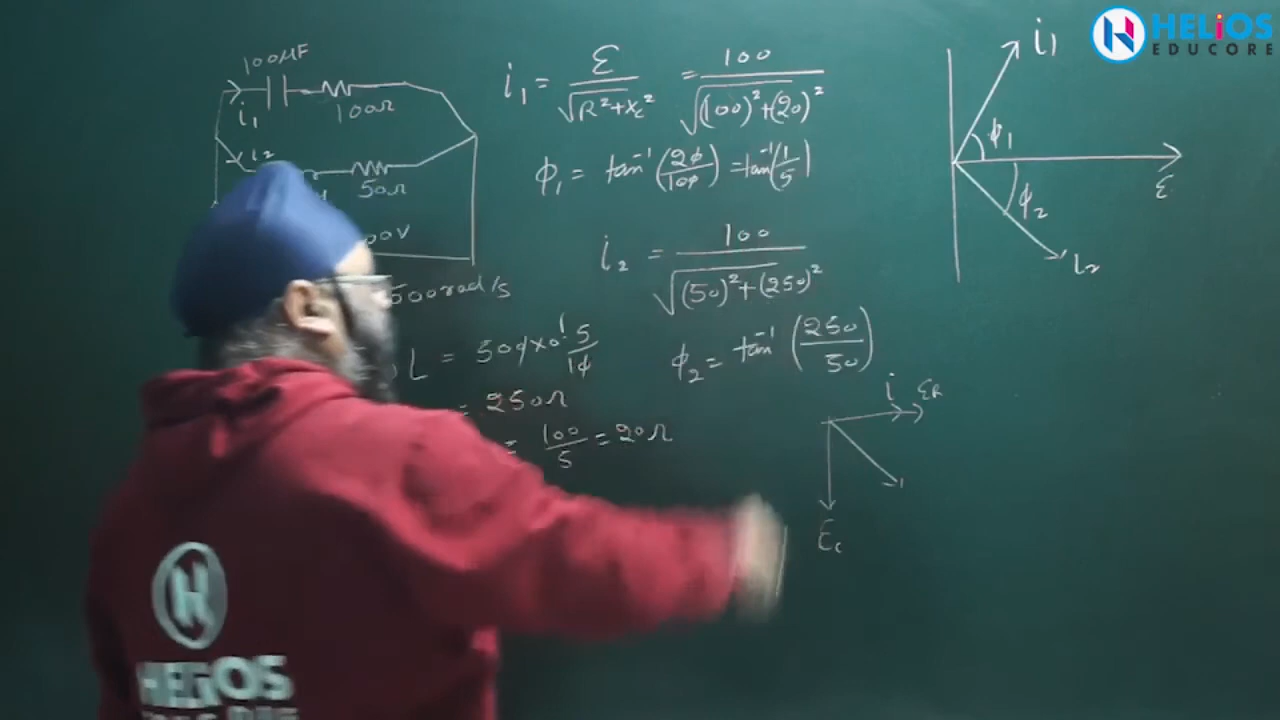 HELiOS
EDUCORE
100μF
i₁
100Ω
i₂
50Ω
00V
500rad/s
L = 500×0.5/10
= 250Ω
= 100/5 = 20Ω
i₁ = ε/√R²+Xc² = 100/√(100)²+(20)²
ϕ₁ = tan⁻¹(20/100) = tan⁻¹(1/5)
i₂ = 100/√(50)²+(250)²
ϕ₂ = tan⁻¹(250/50)
i₁
ϕ₁
ε
ϕ₂
i₂
i
εR
Ec
H
HELIOS